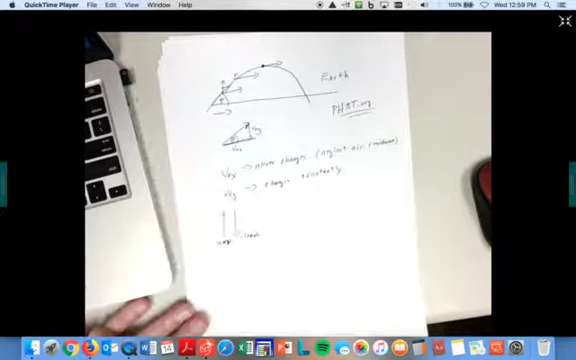 QuickTime Player File Edit View Window Help 100% Wed 12:59 PM
Earth
PHET.org
Vox Voy
Vox → never changes (neglect air resistance)
Voy → changes constantly